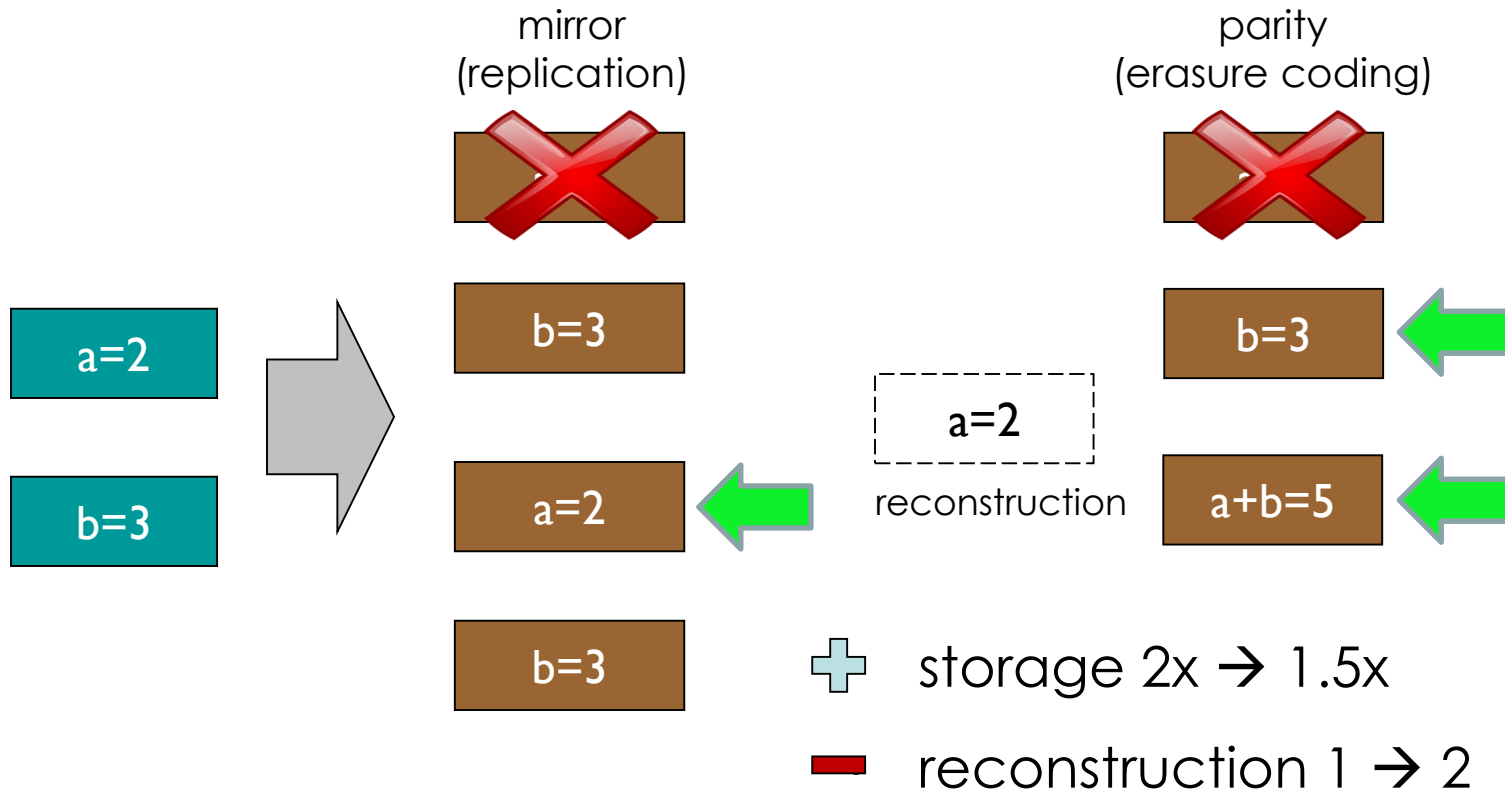 mirror
(replication)
parity
(erasure coding)
a=2
b=3
b=3
a=2
b=3
a=2
reconstruction
b=3
a+b=5
storage 2x → 1.5x
reconstruction 1 → 2